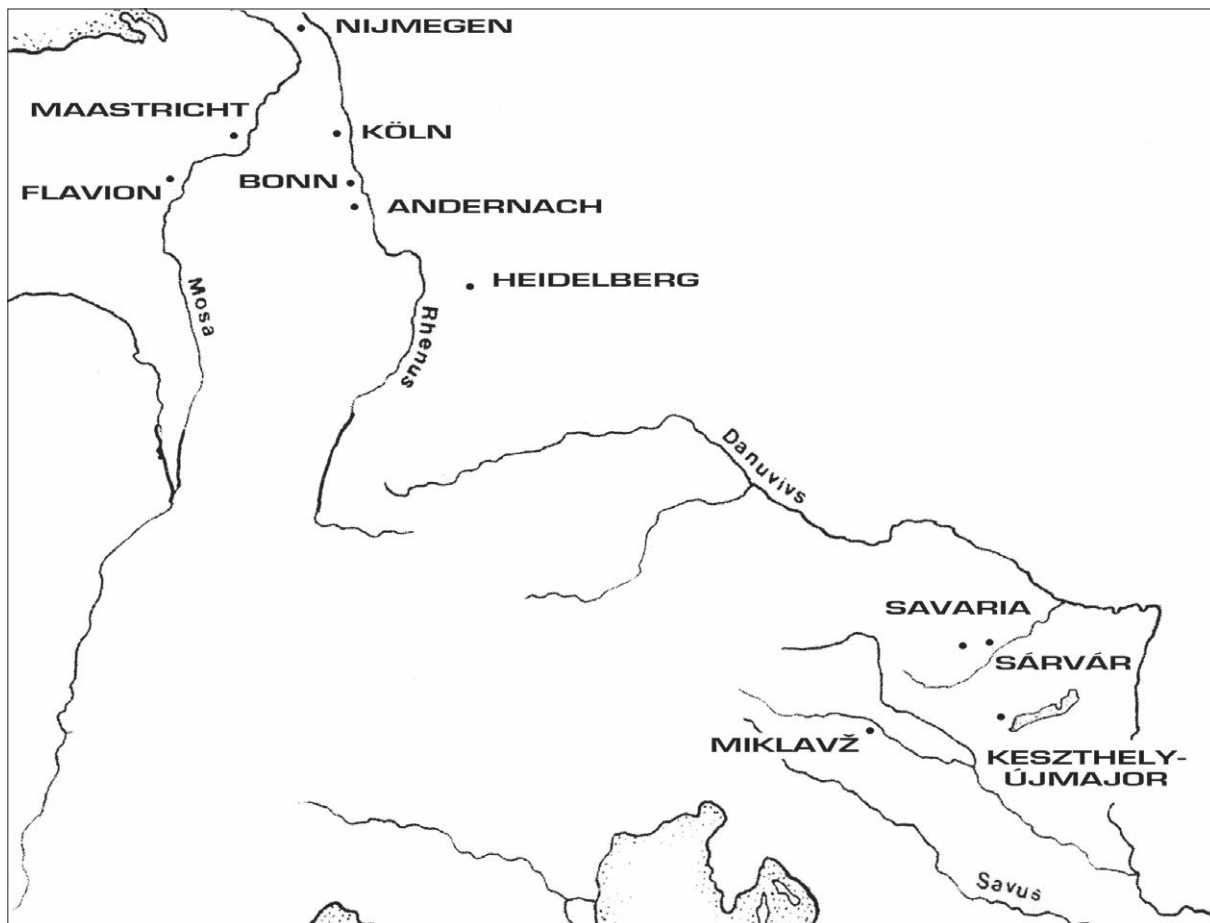 NIJMEGEN
MAASTRICHT
KÖLN
FLAVION
BONN
ANDERNACH
HEIDELBERG
Mosa
Rhenus
Danuvivs
SAVARIA
SÁRVÁR
MIKLAVŽ
KESZTHELY-
ÚJMAJOR
Savus